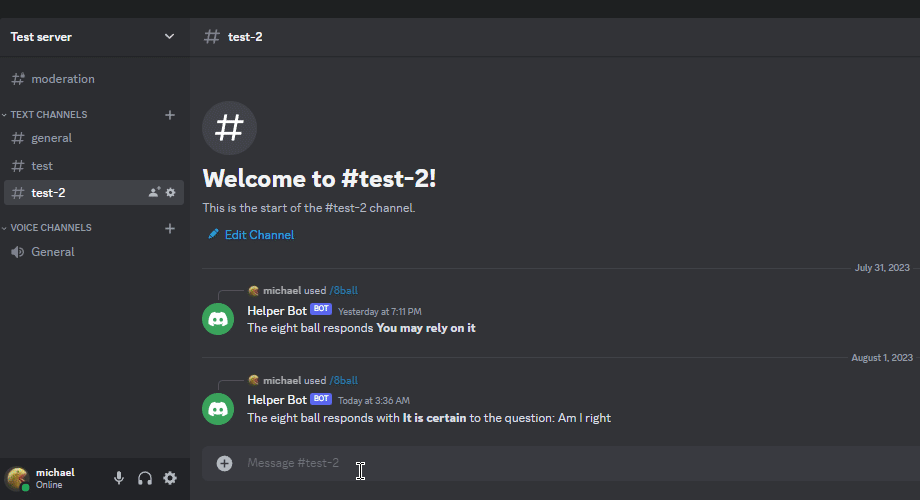 Test server
moderation
TEXT CHANNELS
general
test
test-2
VOICE CHANNELS
General
michael
Online
test-2
Welcome to #test-2!
This is the start of the #test-2 channel.
Edit Channel
July 31, 2023
michael used /8ball
Helper Bot BOT Yesterday at 7:11 PM
The eight ball responds You may rely on it
August 1, 2023
michael used /8ball
Helper Bot BOT Today at 3:36 AM
The eight ball responds with It is certain to the question: Am I right
Message #test-2